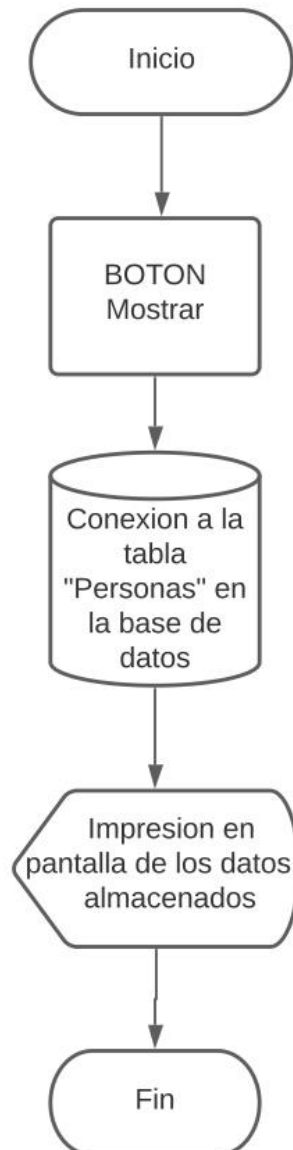 Inicio
BOTON
Mostrar
Conexion a la
tabla
"Personas" en
la base de
datos
Impresion en
pantalla de los datos
almacenados
Fin